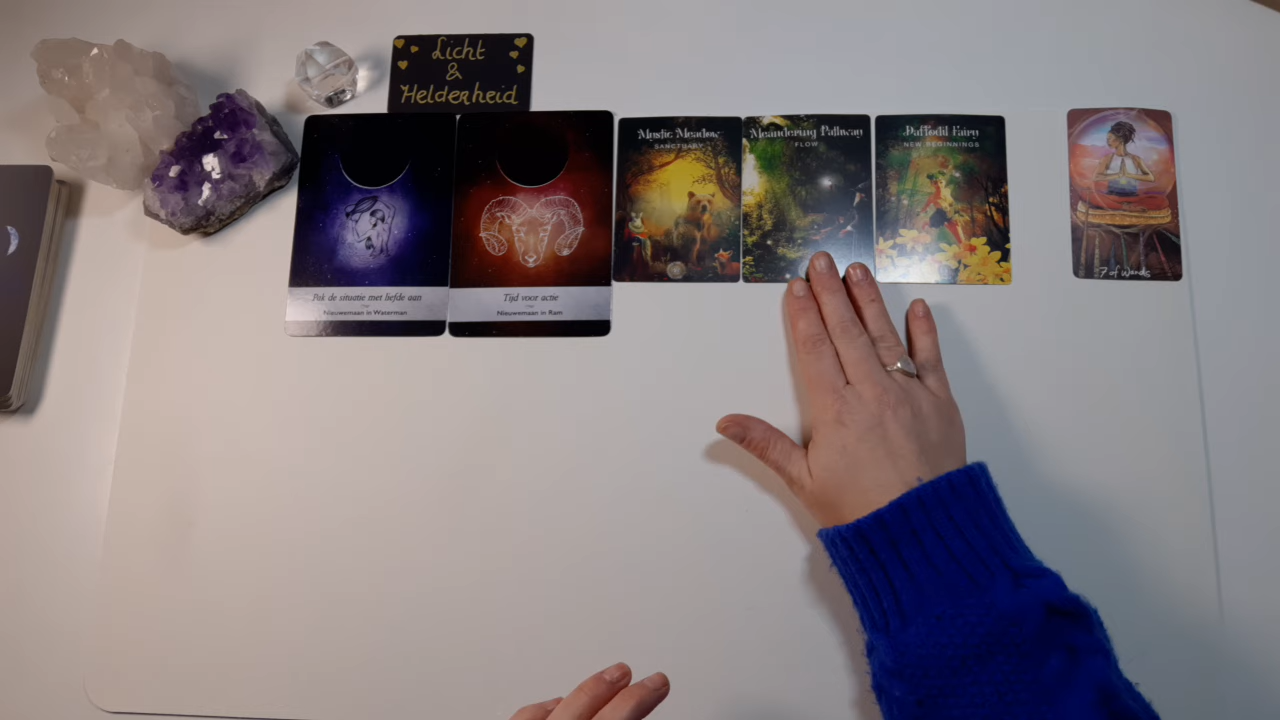 Licht
&
Helderheid
Pak de situatie met liefde aan
Nieuwemaan in Waterman
Tijd voor actie
Nieuwemaan in Ram
Mystic Meadow
SANCTUARY
Meandering Pathway
FLOW
Daffodil Fairy
NEW BEGINNINGS
7 of Wands